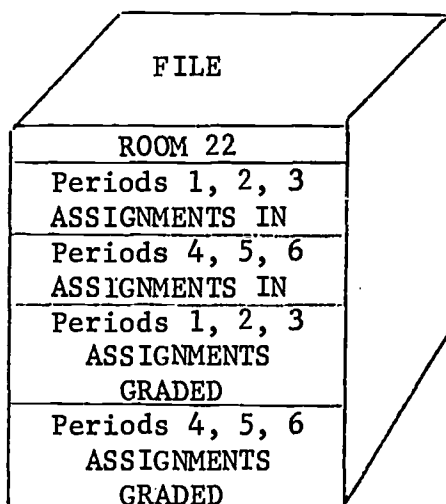 FILE
ROOM 22
Periods 1, 2, 3
ASSIGNMENTS IN
Periods 4, 5, 6
ASSIGNMENTS IN
Periods 1, 2, 3
ASSIGNMENTS
GRADED
Periods 4, 5, 6
ASSIGNMENTS
GRADED